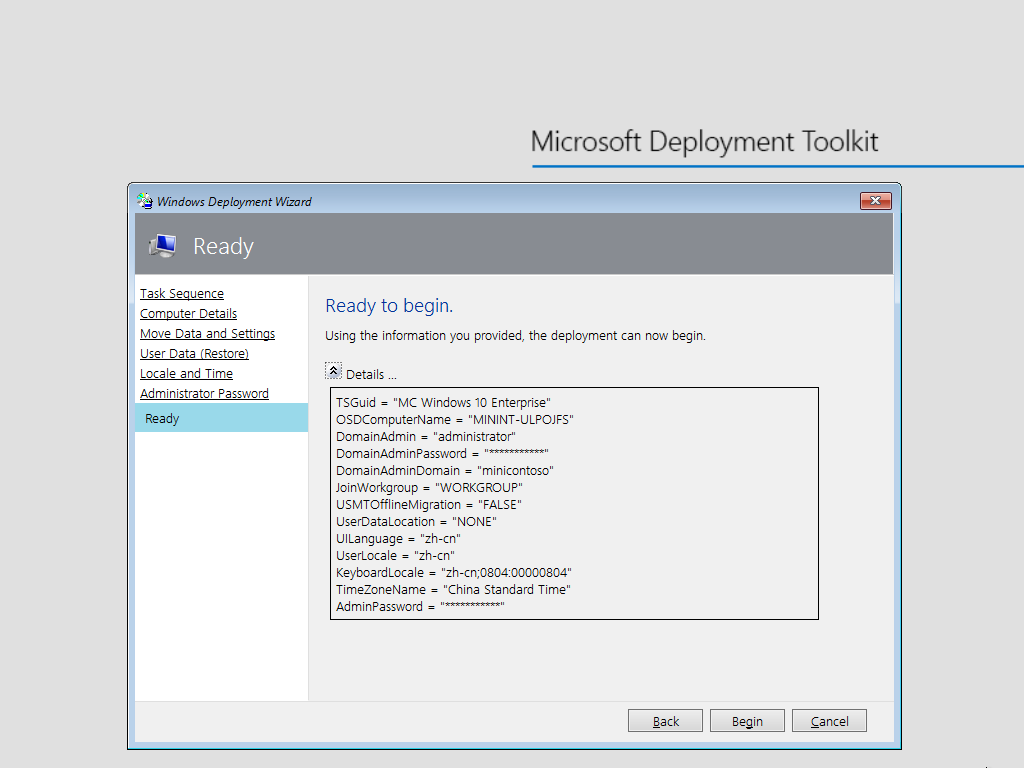 Microsoft Deployment Toolkit
Windows Deployment Wizard
Ready
Task Sequence
Computer Details
Move Data and Settings
User Data (Restore)
Locale and Time
Administrator Password
Ready
Ready to begin.
Using the information you provided, the deployment can now begin.
Details ...
TSGuid = "MC Windows 10 Enterprise"
OSDComputerName = "MININT-ULPOJFS"
DomainAdmin = "administrator"
DomainAdminPassword = "***********"
DomainAdminDomain = "minicontoso"
JoinWorkgroup = "WORKGROUP"
USMTOfflineMigration = "FALSE"
UserDataLocation = "NONE"
UILanguage = "zh-cn"
UserLocale = "zh-cn"
KeyboardLocale = "zh-cn;0804:00000804"
TimeZoneName = "China Standard Time"
AdminPassword = "***********"
Back
Begin
Cancel